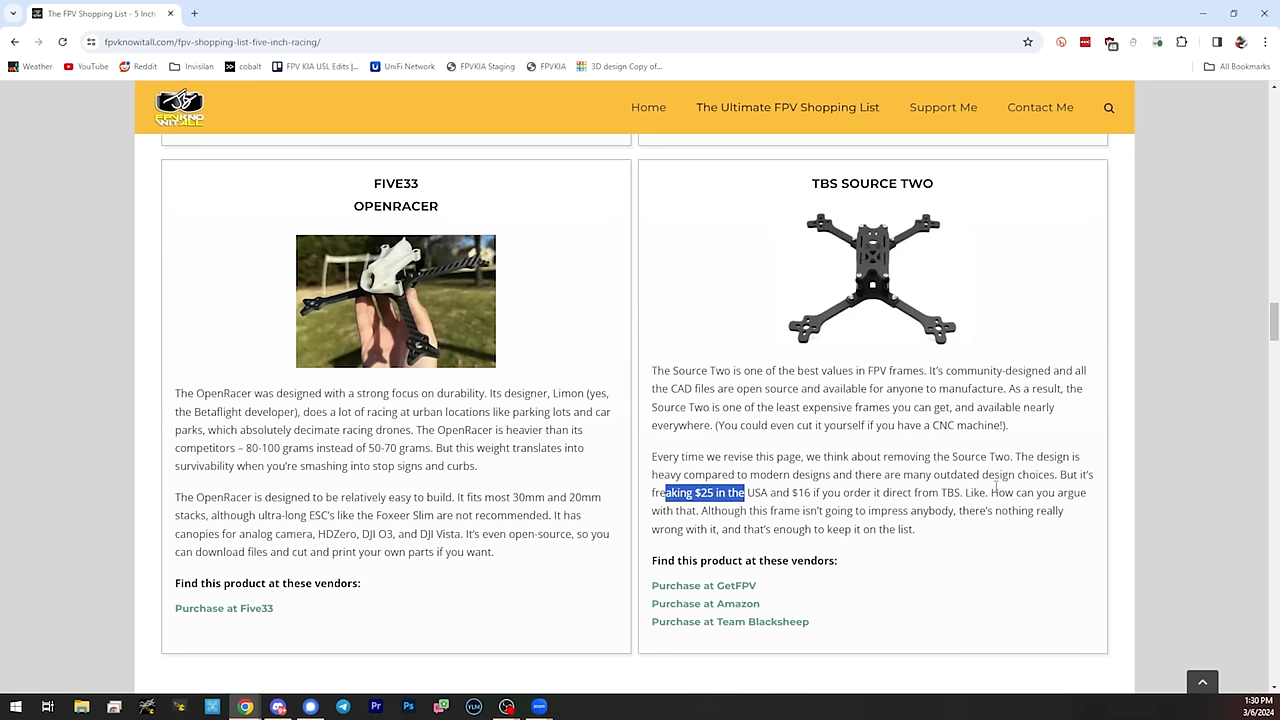 The FPV Shopping List - 5 Inch
fpvknowitall.com/fpv-shopping-list-five-inch-racing/
Weather
YouTube
Reddit
Invisilan
cobalt
FPV KIA USL Edits |...
UniFi Network
FPVKIA Staging
FPVKIA
3D design Copy of...
All Bookmarks
FPV KNO
WIT ALL
Home
The Ultimate FPV Shopping List
Support Me
Contact Me
FIVE33
OPENRACER
The OpenRacer was designed with a strong focus on durability. Its designer, Limon (yes,
the Betaflight developer), does a lot of racing at urban locations like parking lots and car
parks, which absolutely decimate racing drones. The OpenRacer is heavier than its
competitors – 80-100 grams instead of 50-70 grams. But this weight translates into
survivability when you're smashing into stop signs and curbs.
The OpenRacer is designed to be relatively easy to build. It fits most 30mm and 20mm
stacks, although ultra-long ESC's like the Foxeer Slim are not recommended. It has
canopies for analog camera, HDZero, DJI O3, and DJI Vista. It's even open-source, so you
can download files and cut and print your own parts if you want.
Find this product at these vendors:
Purchase at Five33
TBS SOURCE TWO
The Source Two is one of the best values in FPV frames. It's community-designed and all
the CAD files are open source and available for anyone to manufacture. As a result, the
Source Two is one of the least expensive frames you can get, and available nearly
everywhere. (You could even cut it yourself if you have a CNC machine!).
Every time we revise this page, we think about removing the Source Two. The design is
heavy compared to modern designs and there are many outdated design choices. But it's
freaking $25 in the USA and $16 if you order it direct from TBS. Like. How can you argue
with that. Although this frame isn't going to impress anybody, there's nothing really
wrong with it, and that's enough to keep it on the list.
Find this product at these vendors:
Purchase at GetFPV
Purchase at Amazon
Purchase at Team Blacksheep
Pr
Ps
YLM
zoom
1:30 PM
3/6/2024